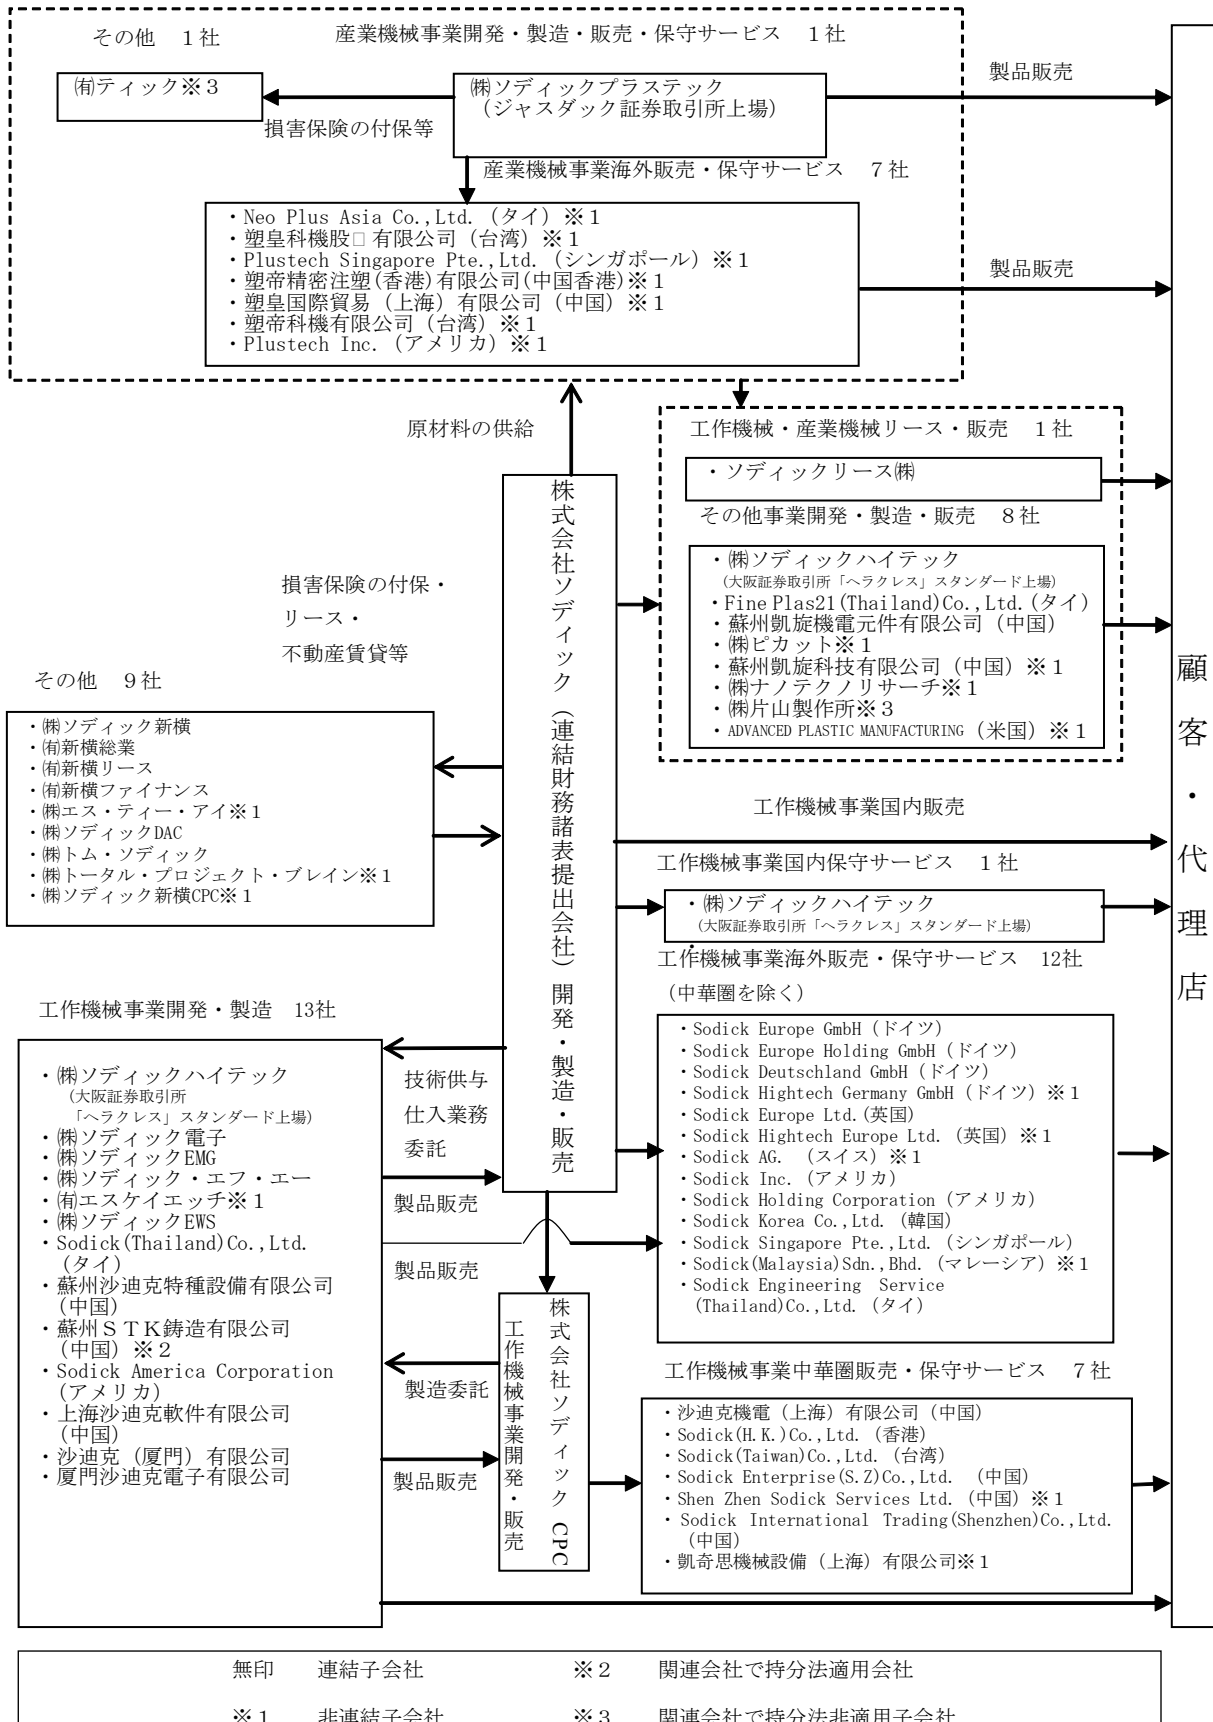 その他　１社
産業機械事業開発・製造・販売・保守サービス　１社
㈲ティック※３
㈱ソディックプラステック
（ジャスダック証券取引所上場）
製品販売
損害保険の付保等
産業機械事業海外販売・保守サービス　７社
・Neo Plus Asia Co.,Ltd.（タイ）※１
・塑皇科機股□有限公司（台湾）※１
・Plustech Singapore Pte.,Ltd.（シンガポール）※１
・塑帝精密注塑(香港)有限公司(中国香港)※１
・塑皇国際貿易（上海）有限公司（中国）※１
・塑帝科機有限公司（台湾）※１
・Plustech Inc.（アメリカ）※１
製品販売
原材料の供給
工作機械・産業機械リース・販売　１社
・ソディックリース㈱
その他事業開発・製造・販売　８社
・㈱ソディックハイテック
（大阪証券取引所「ヘラクレス」スタンダード上場）
・Fine Plas21(Thailand)Co.,Ltd.(タイ)
・蘇州凱旋機電元件有限公司（中国）
・㈱ピカット※１
・蘇州凱旋科技有限公司（中国）※１
・㈱ナノテクノリサーチ※１
・㈱片山製作所※３
・ADVANCED PLASTIC MANUFACTURING（米国）※１
株式会社ソディック（連結財務諸表提出会社）開発・製造・販売
損害保険の付保・
リース・
不動産賃貸等
その他　９社
・㈱ソディック新横
・㈲新横総業
・㈲新横リース
・㈲新横ファイナンス
・㈱エス・ティー・アイ※１
・㈱ソディックDAC
・㈱トム・ソディック
・㈱トータル・プロジェクト・ブレイン※１
・㈱ソディック新横CPC※１
顧客・代理店
工作機械事業国内販売
工作機械事業国内保守サービス　１社
・㈱ソディックハイテック
（大阪証券取引所「ヘラクレス」スタンダード上場）
工作機械事業海外販売・保守サービス　12社
（中華圏を除く）
・Sodick Europe GmbH（ドイツ）
・Sodick Europe Holding GmbH（ドイツ）
・Sodick Deutschland GmbH（ドイツ）
・Sodick Hightech Germany GmbH（ドイツ）※１
・Sodick Europe Ltd.(英国)
・Sodick Hightech Europe Ltd.（英国）※１
・Sodick AG.　（スイス）※１
・Sodick Inc.（アメリカ）
・Sodick Holding Corporation（アメリカ）
・Sodick Korea Co.,Ltd.（韓国）
・Sodick Singapore Pte.,Ltd.（シンガポール）
・Sodick(Malaysia)Sdn.,Bhd.（マレーシア）※１
・Sodick Engineering Service
(Thailand)Co.,Ltd.（タイ）
工作機械事業開発・製造　13社
・㈱ソディックハイテック
（大阪証券取引所
「ヘラクレス」スタンダード上場）
・㈱ソディック電子
・㈱ソディックEMG
・㈱ソディック・エフ・エー
・㈲エスケイエッチ※１
・㈱ソディックEWS
・Sodick(Thailand)Co.,Ltd.
（タイ）
・蘇州沙迪克特種設備有限公司
（中国）
・蘇州ＳＴＫ鋳造有限公司
（中国）※２
・Sodick America Corporation
（アメリカ）
・上海沙迪克軟件有限公司
（中国）
・沙迪克（厦門）有限公司
・厦門沙迪克電子有限公司
技術供与
仕入業務
委託
製品販売
製品販売
製造委託
製品販売
株式会社ソディック CPC
工作機械事業開発・販売
工作機械事業中華圏販売・保守サービス　７社
・沙迪克機電（上海）有限公司（中国）
・Sodick(H.K.)Co.,Ltd.（香港）
・Sodick(Taiwan)Co.,Ltd.（台湾）
・Sodick Enterprise(S.Z)Co.,Ltd.　（中国）
・Shen Zhen Sodick Services Ltd.（中国）※１
・Sodick International Trading(Shenzhen)Co.,Ltd.
（中国）
・凱奇思機械設備（上海）有限公司※１
無印　　連結子会社　　※２　　関連会社で持分法適用会社
※１　　非連結子会社　　※３　　関連会社で持分法非適用子会社